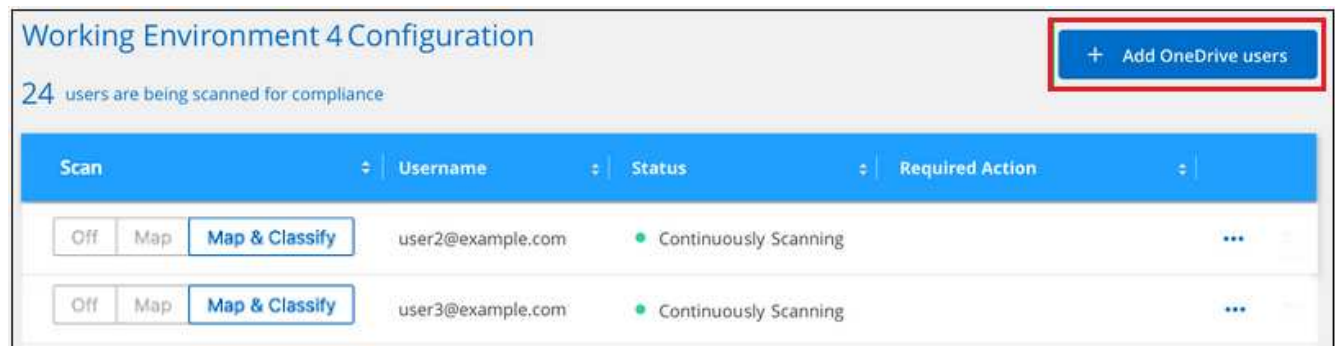 Working Environment 4 Configuration
+ Add OneDrive users
24 users are being scanned for compliance
Scan Username Status Required Action
Off Map Map & Classify user2@example.com Continuously Scanning ...
Off Map Map & Classify user3@example.com Continuously Scanning ...